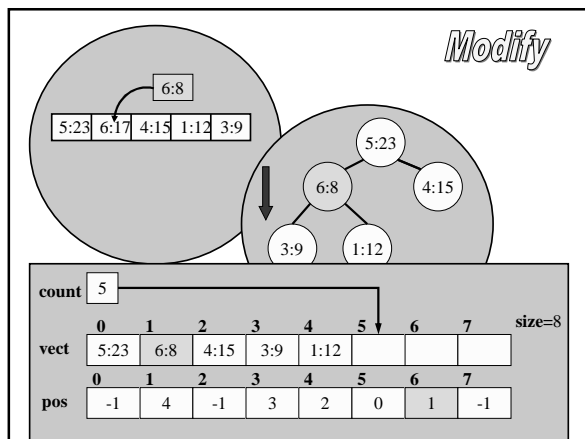 Modify
6:8
5:23 6:17 4:15 1:12 3:9
5:23
6:8 4:15
3:9 1:12
count 5
size=8
0 1 2 3 4 5 6 7
vect 5:23 6:8 4:15 3:9 1:12
0 1 2 3 4 5 6 7
pos -1 4 -1 3 2 0 1 -1